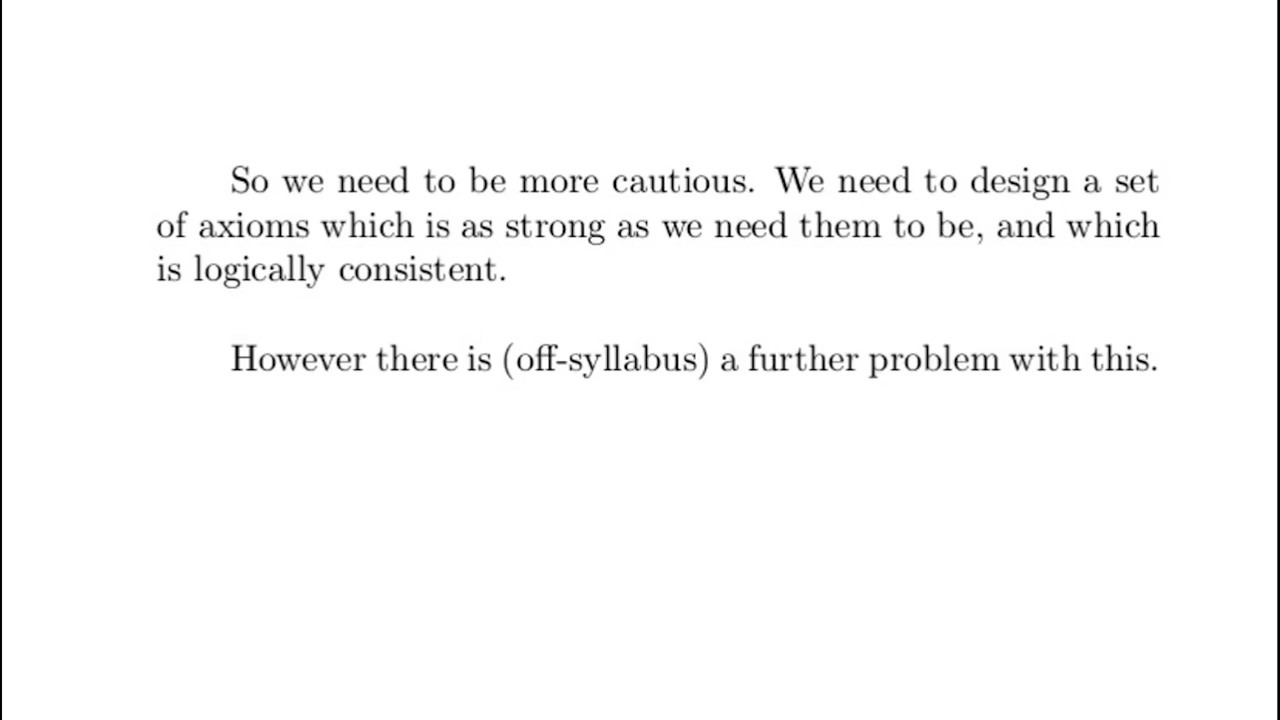 So we need to be more cautious. We need to design a set
of axioms which is as strong as we need them to be, and which
is logically consistent.
However there is (off-syllabus) a further problem with this.